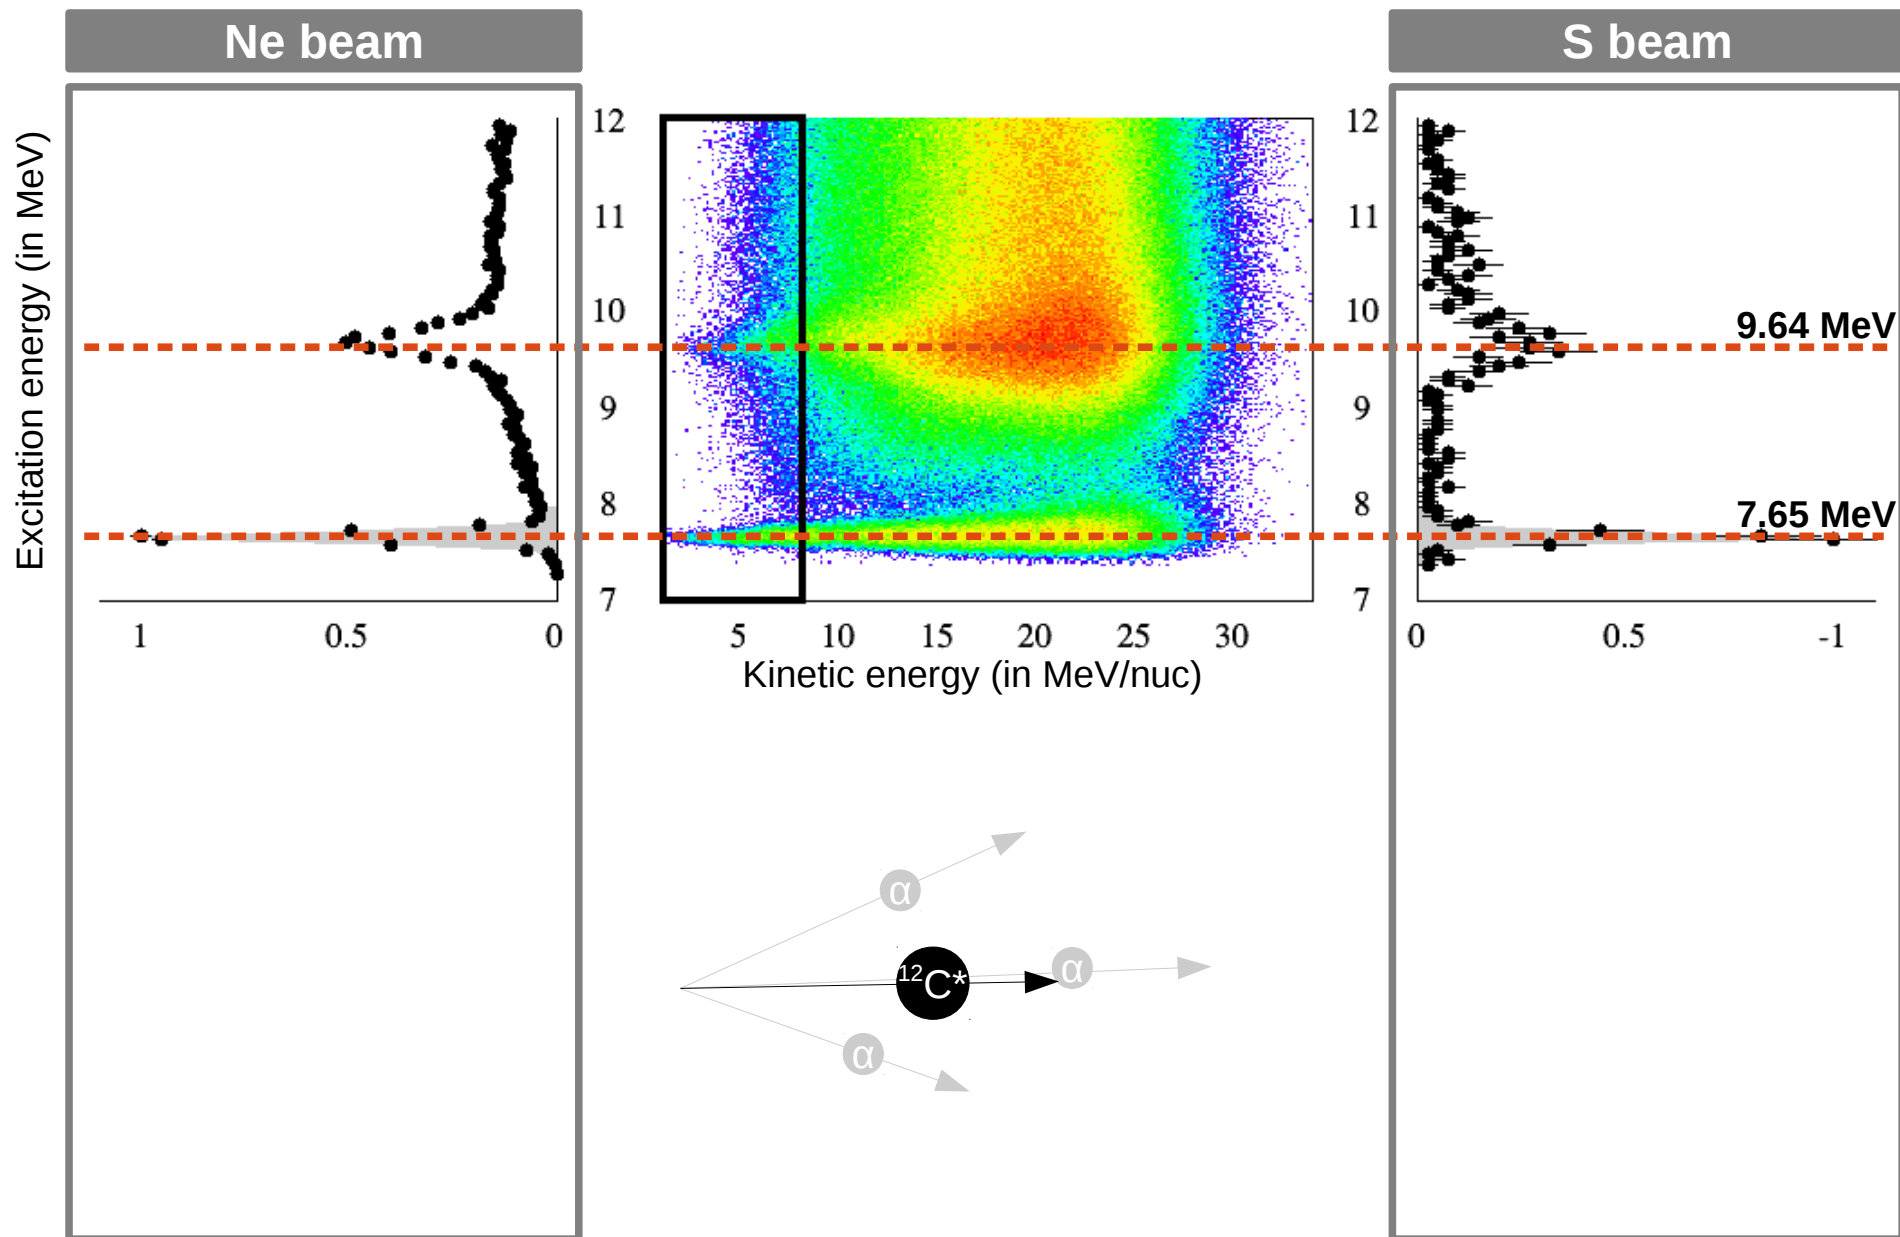 Ne beam
S beam
Excitation energy (in MeV)
12
11
10
9
8
7
1
0.5
0
5
10
15
20
25
30
Kinetic energy (in MeV/nuc)
12
11
10
9
8
7
0
0.5
-1
9.64 MeV
7.65 MeV
α
12C*
α
α